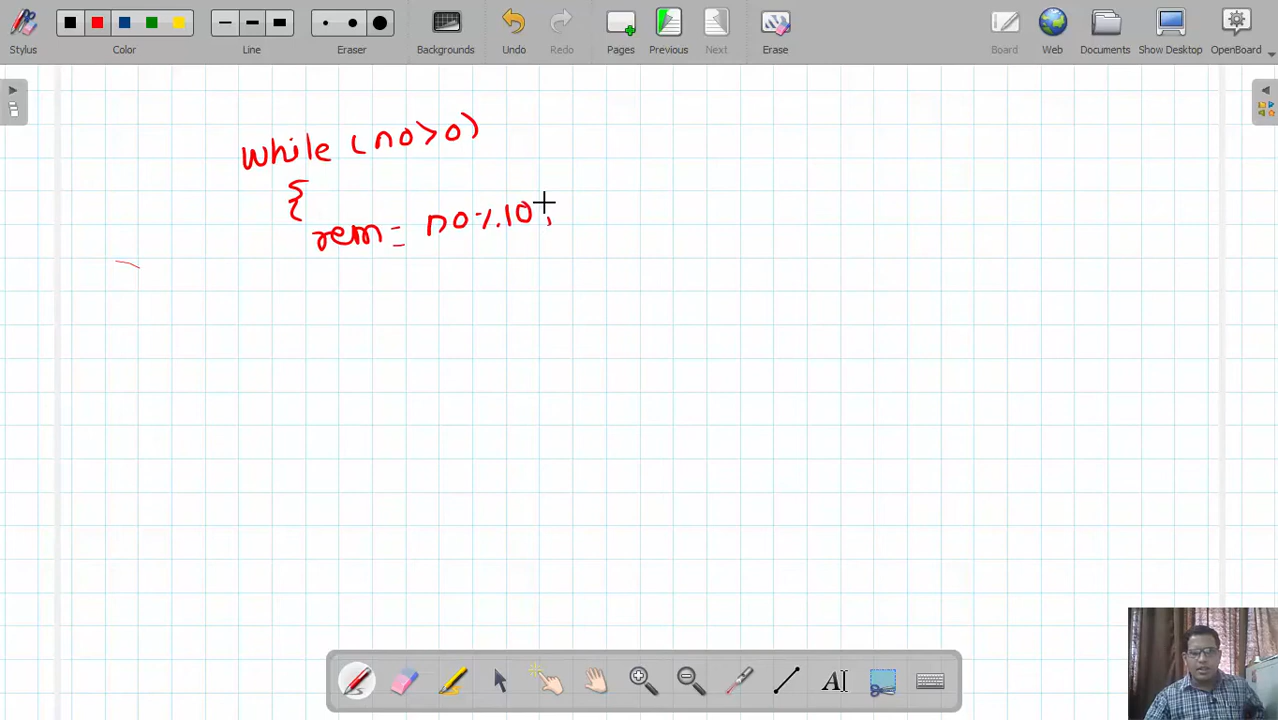 Stylus Color Line Eraser Backgrounds Undo Redo Pages Previous Next Erase Board Web Documents Show Desktop OpenBoard
while (no>0)
{
rem = no%10;
A